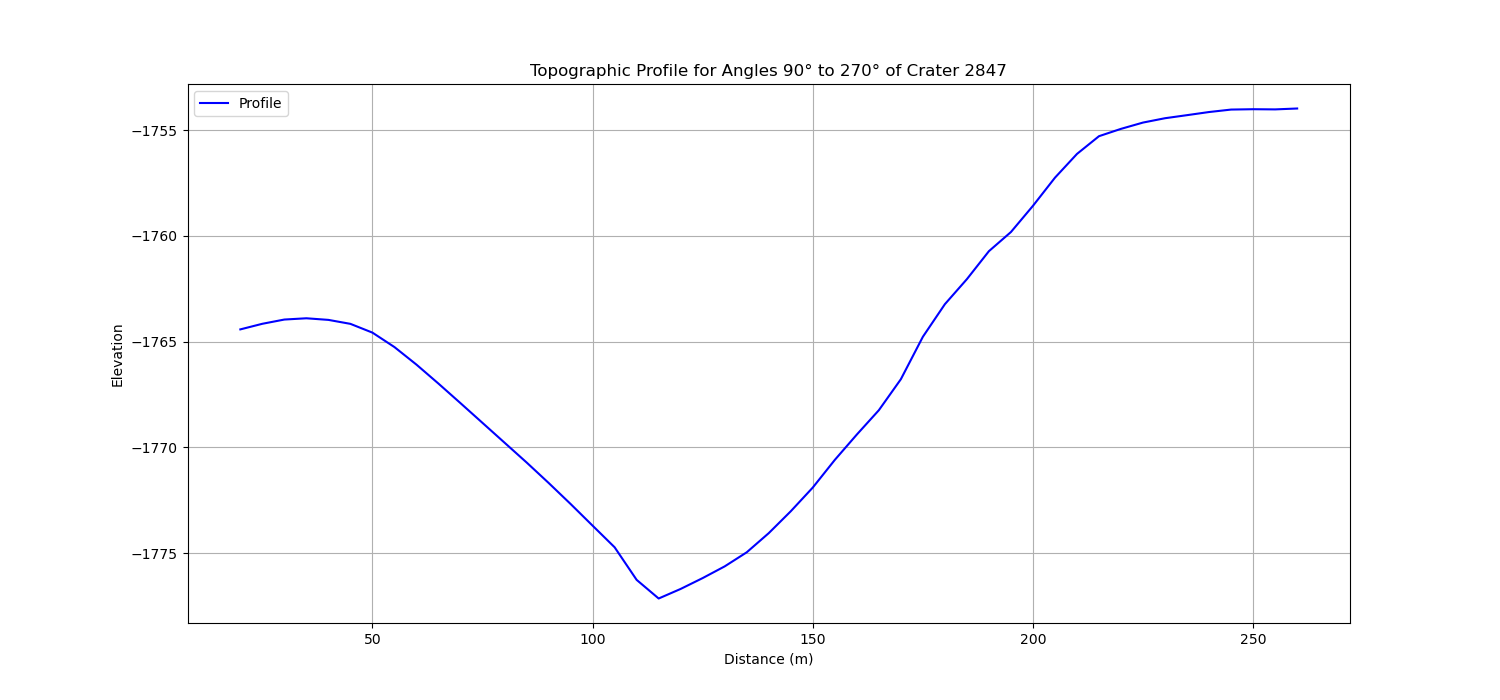 Topographic Profile for Angles 90° to 270° of Crater 2847
Profile
−1755
−1760
−1765
−1770
−1775
Elevation
50
100
150
200
250
Distance (m)